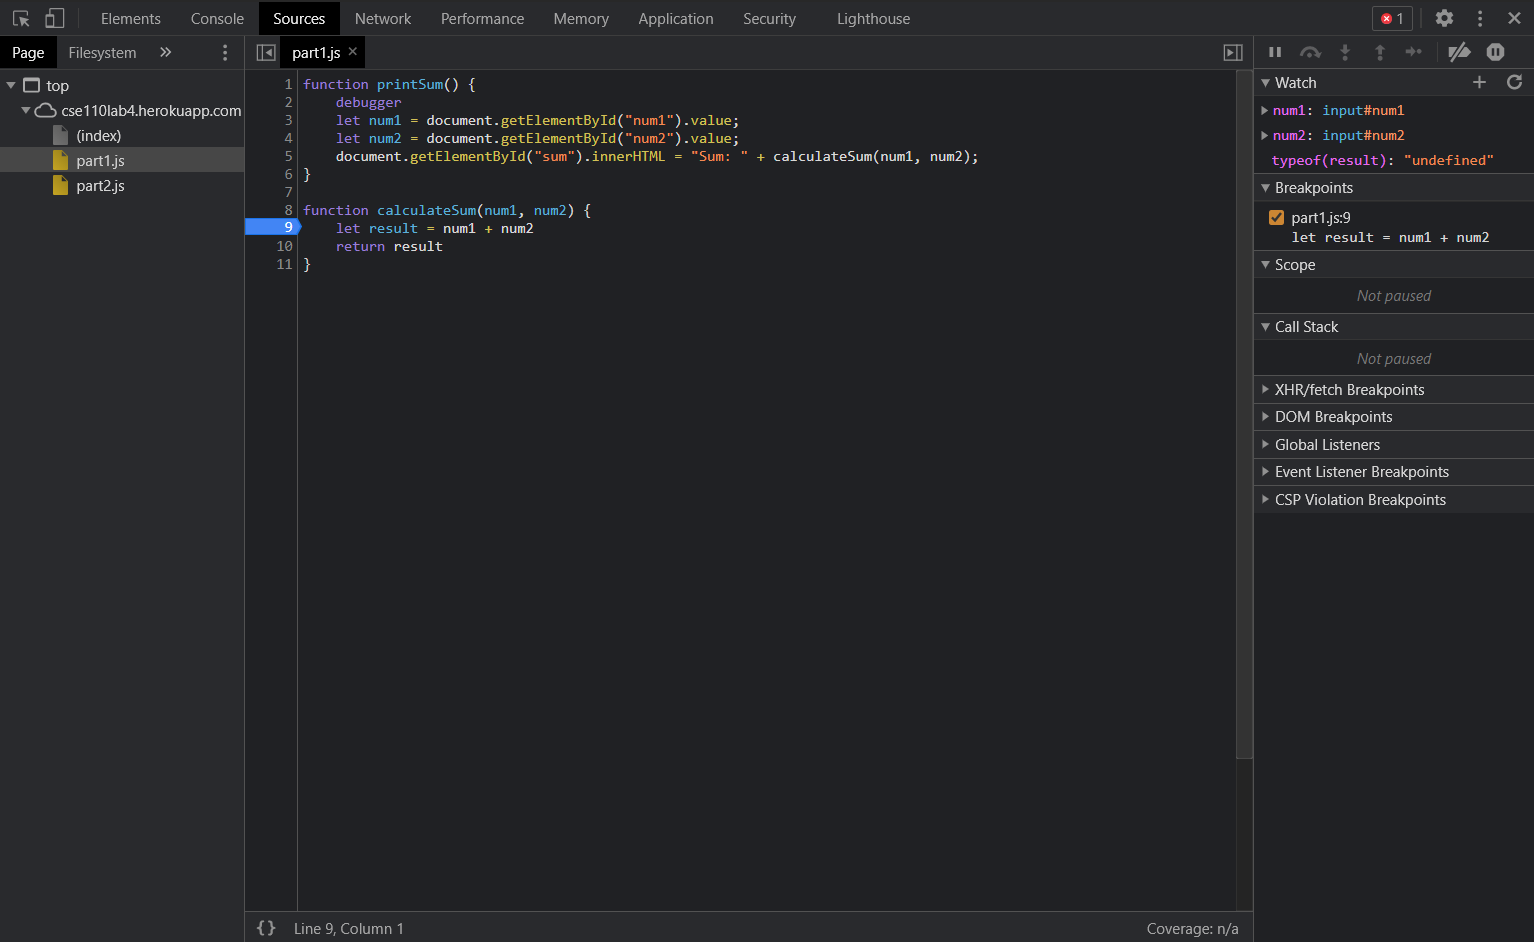 Elements Console Sources Network Performance Memory Application Security Lighthouse 1
Page Filesystem
top
cse110lab4.herokuapp.com
(index)
part1.js
part2.js
part1.js
1 function printSum() {
2     debugger
3     let num1 = document.getElementById("num1").value;
4     let num2 = document.getElementById("num2").value;
5     document.getElementById("sum").innerHTML = "Sum: " + calculateSum(num1, num2);
6 }
7
8 function calculateSum(num1, num2) {
9     let result = num1 + num2
10     return result
11 }
{} Line 9, Column 1
Coverage: n/a
Watch
num1: input#num1
num2: input#num2
typeof(result): "undefined"
Breakpoints
part1.js:9
let result = num1 + num2
Scope
Not paused
Call Stack
Not paused
XHR/fetch Breakpoints
DOM Breakpoints
Global Listeners
Event Listener Breakpoints
CSP Violation Breakpoints